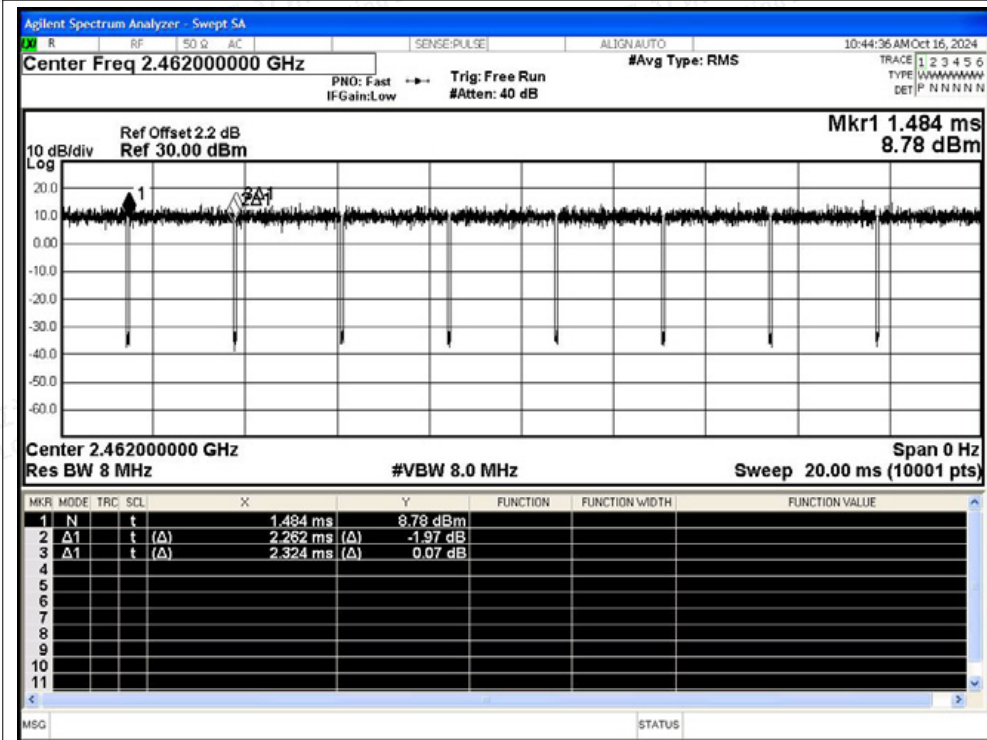 Agilent Spectrum Analyzer - Swept SA
LXI R RF 50 Ω AC SENSE:PULSE ALIGNAUTO 10:44:36 AM Oct 16, 2024
Center Freq 2.462000000 GHz #Avg Type: RMS TRACE 1 2 3 4 5 6
PNO: Fast Trig: Free Run TYPE WWWWWW
IFGain:Low #Atten: 40 dB DET P N N N N N
Mkr1 1.484 ms
Ref Offset 2.2 dB
10 dB/div Ref 30.00 dBm 8.78 dBm
Log
20.0
1 2Δ1
10.0
0.00
-10.0
-20.0
-30.0
-40.0
-50.0
-60.0
Center 2.462000000 GHz Span 0 Hz
Res BW 8 MHz #VBW 8.0 MHz Sweep 20.00 ms (10001 pts)
MKR MODE TRC SCL X Y FUNCTION FUNCTION WIDTH FUNCTION VALUE
1 N t 1.484 ms 8.78 dBm
2 Δ1 t (Δ) 2.262 ms (Δ) -1.97 dB
3 Δ1 t (Δ) 2.324 ms (Δ) 0.07 dB
4
5
6
7
8
9
10
11
MSG STATUS